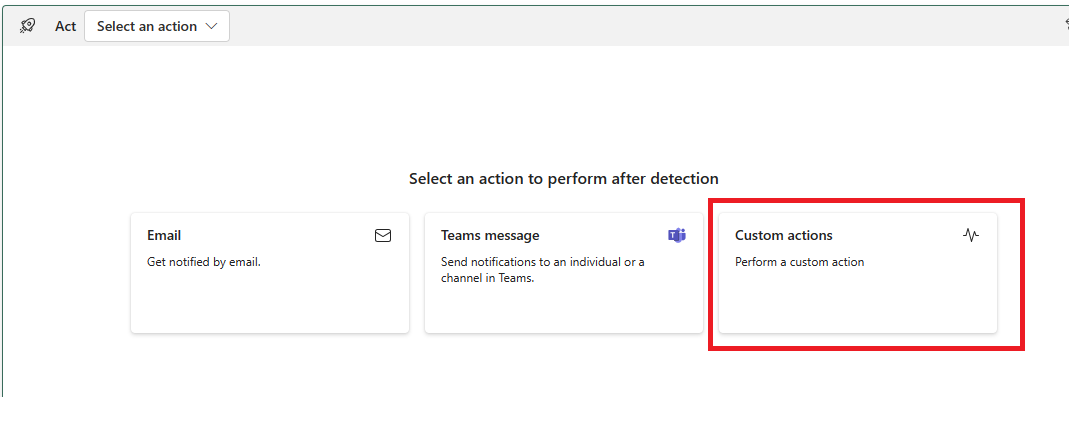 Act Select an action
Select an action to perform after detection
Email
Get notified by email.
Teams message
Send notifications to an individual or a
channel in Teams.
Custom actions
Perform a custom action